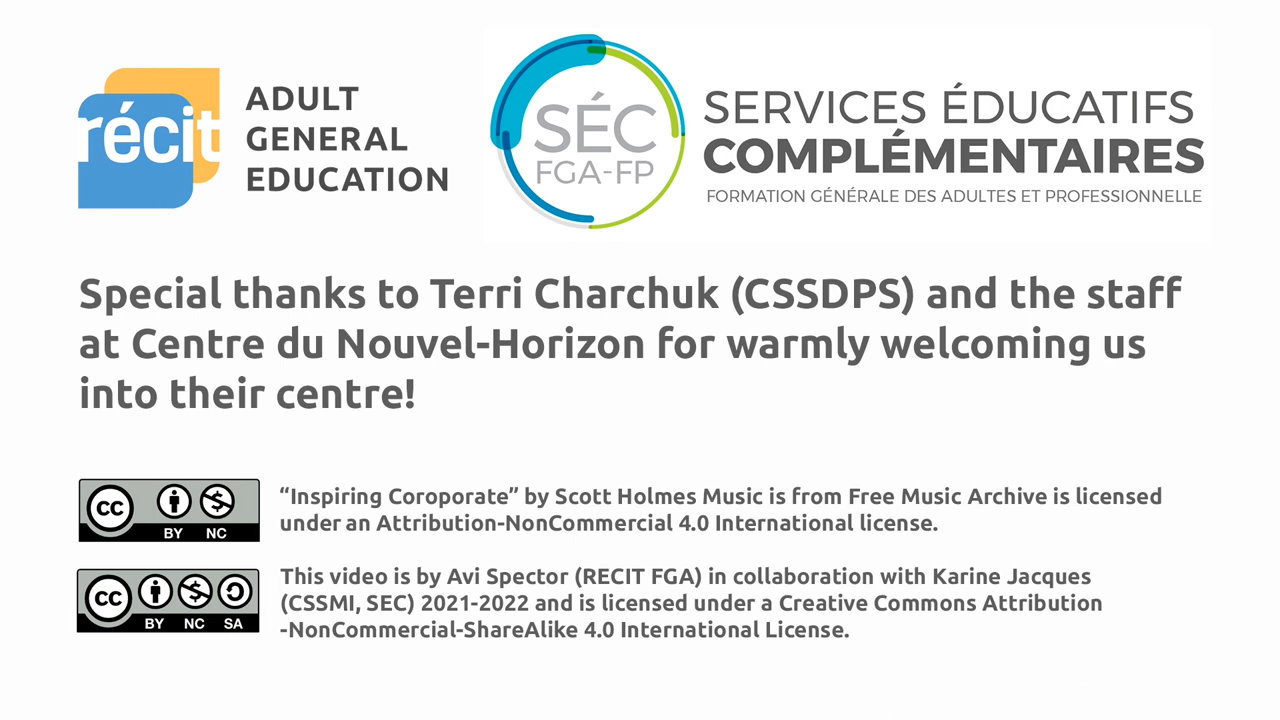 récit
ADULT
GENERAL
EDUCATION
SÉC
FGA-FP
SERVICES ÉDUCATIFS
COMPLÉMENTAIRES
FORMATION GÉNÉRALE DES ADULTES ET PROFESSIONNELLE
Special thanks to Terri Charchuk (CSSDPS) and the staff
at Centre du Nouvel-Horizon for warmly welcoming us
into their centre!
CC
BY NC
“Inspiring Coroporate” by Scott Holmes Music is from Free Music Archive is licensed
under an Attribution-NonCommercial 4.0 International license.
CC
BY NC SA
This video is by Avi Spector (RECIT FGA) in collaboration with Karine Jacques
(CSSMI, SEC) 2021-2022 and is licensed under a Creative Commons Attribution
-NonCommercial-ShareAlike 4.0 International License.